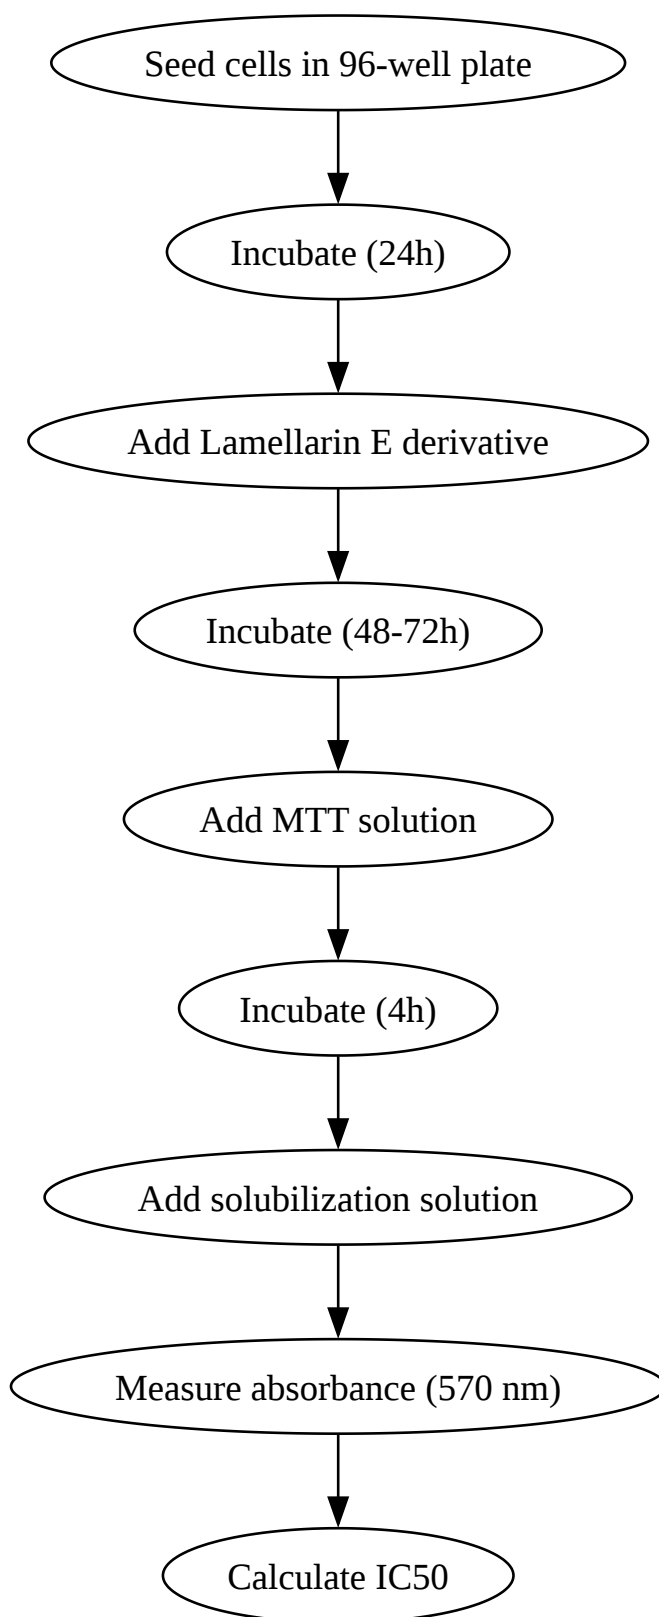 Seed cells in 96-well plate
Incubate (24h)
Add Lamellarin E derivative
Incubate (48-72h)
Add MTT solution
Incubate (4h)
Add solubilization solution
Measure absorbance (570 nm)
Calculate IC50